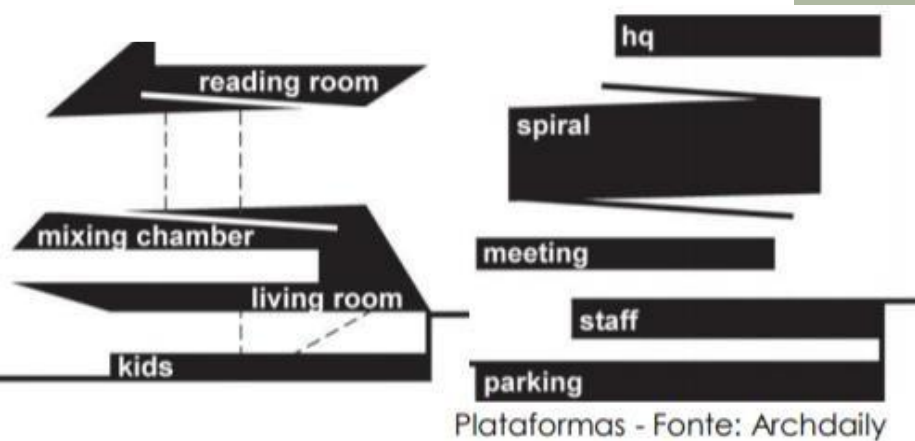 reading room
mixing chamber
living room
kids
hq
spiral
meeting
staff
parking
Plataformas - Fonte: Archdaily